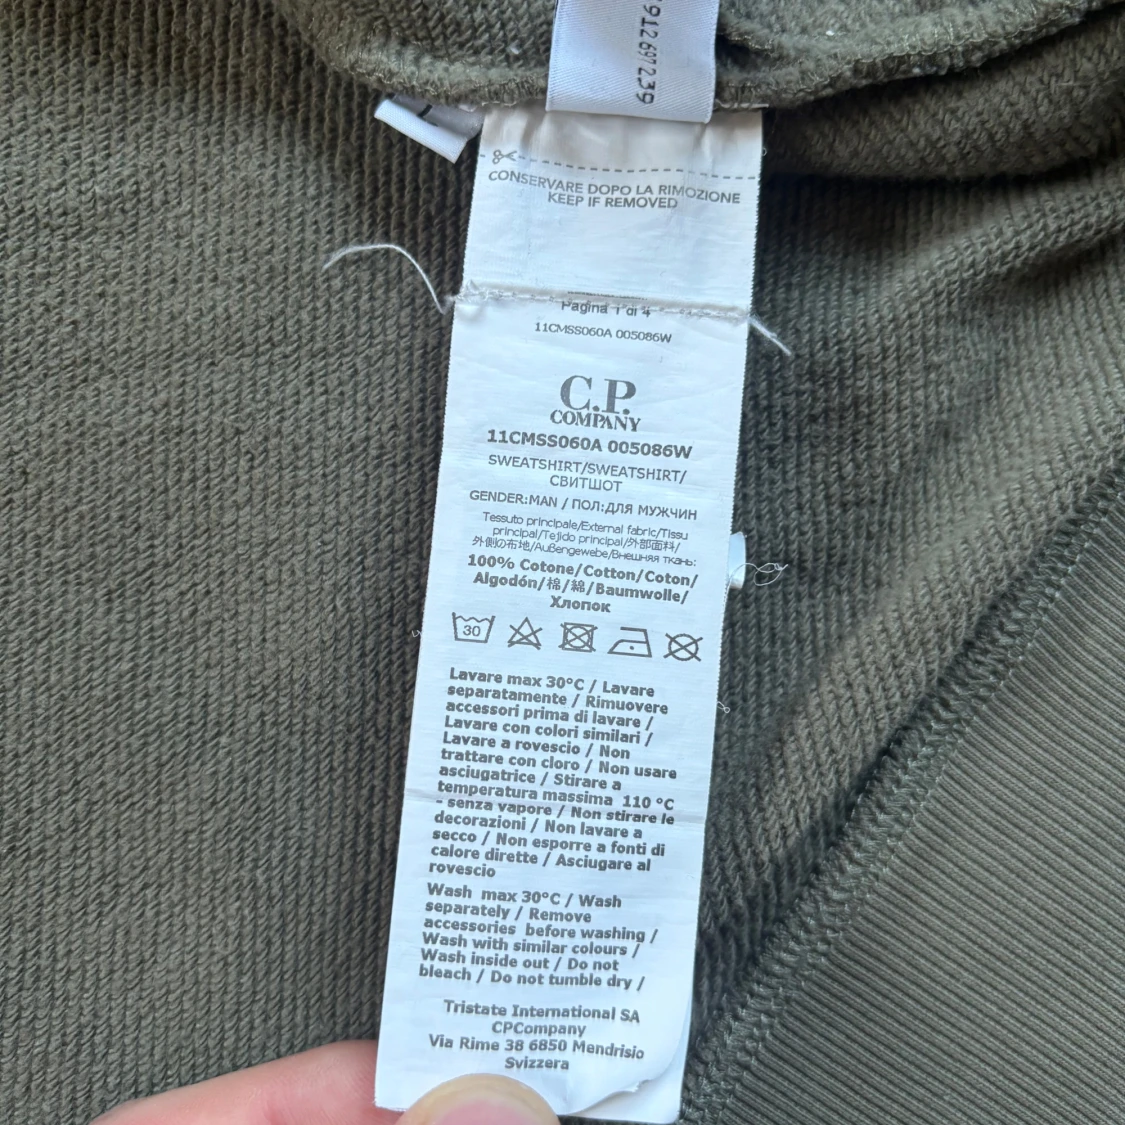 CONSERVARE DOPO LA RIMOZIONE
KEEP IF REMOVED
Pagina 1 di 4
11CMSS060A 005086W
C.P.
COMPANY
11CMSS060A 005086W
SWEATSHIRT/SWEATSHIRT/
СВИТШОТ
GENDER:MAN / ПОЛ:ДЛЯ МУЖЧИН
Tessuto principale/External fabric/Tissu
principal/Tejido principal/外部面料/
外側の布地/Außengewebe/Внешняя ткань:
100% Cotone/Cotton/Coton/
Algodón/棉/綿/Baumwolle/
Хлопок
30
Lavare max 30°C / Lavare
separatamente / Rimuovere
accessori prima di lavare /
Lavare con colori similari /
Lavare a rovescio / Non
trattare con cloro / Non usare
asciugatrice / Stirare a
temperatura massima 110 °C
- senza vapore / Non stirare le
decorazioni / Non lavare a
secco / Non esporre a fonti di
calore dirette / Asciugare al
rovescio
Wash max 30°C / Wash
separately / Remove
accessories before washing /
Wash with similar colours /
Wash inside out / Do not
bleach / Do not tumble dry /
Tristate International SA
CPCompany
Via Rime 38 6850 Mendrisio
Svizzera